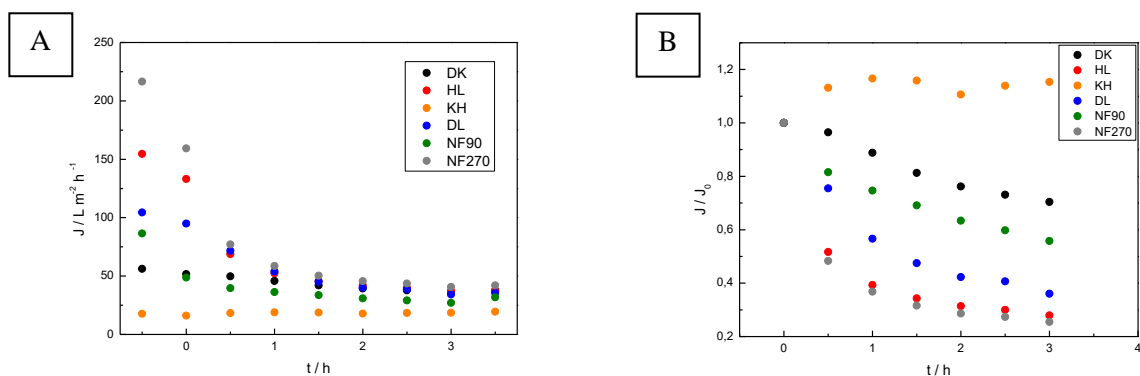 A
250
200
150
100
50
0
J / L m⁻² h⁻¹
0 1 2 3
t / h
DK
HL
KH
DL
NF90
NF270
B
1,2
1,0
0,8
0,6
0,4
0,2
J / J₀
0 1 2 3 4
t / h
DK
HL
KH
DL
NF90
NF270